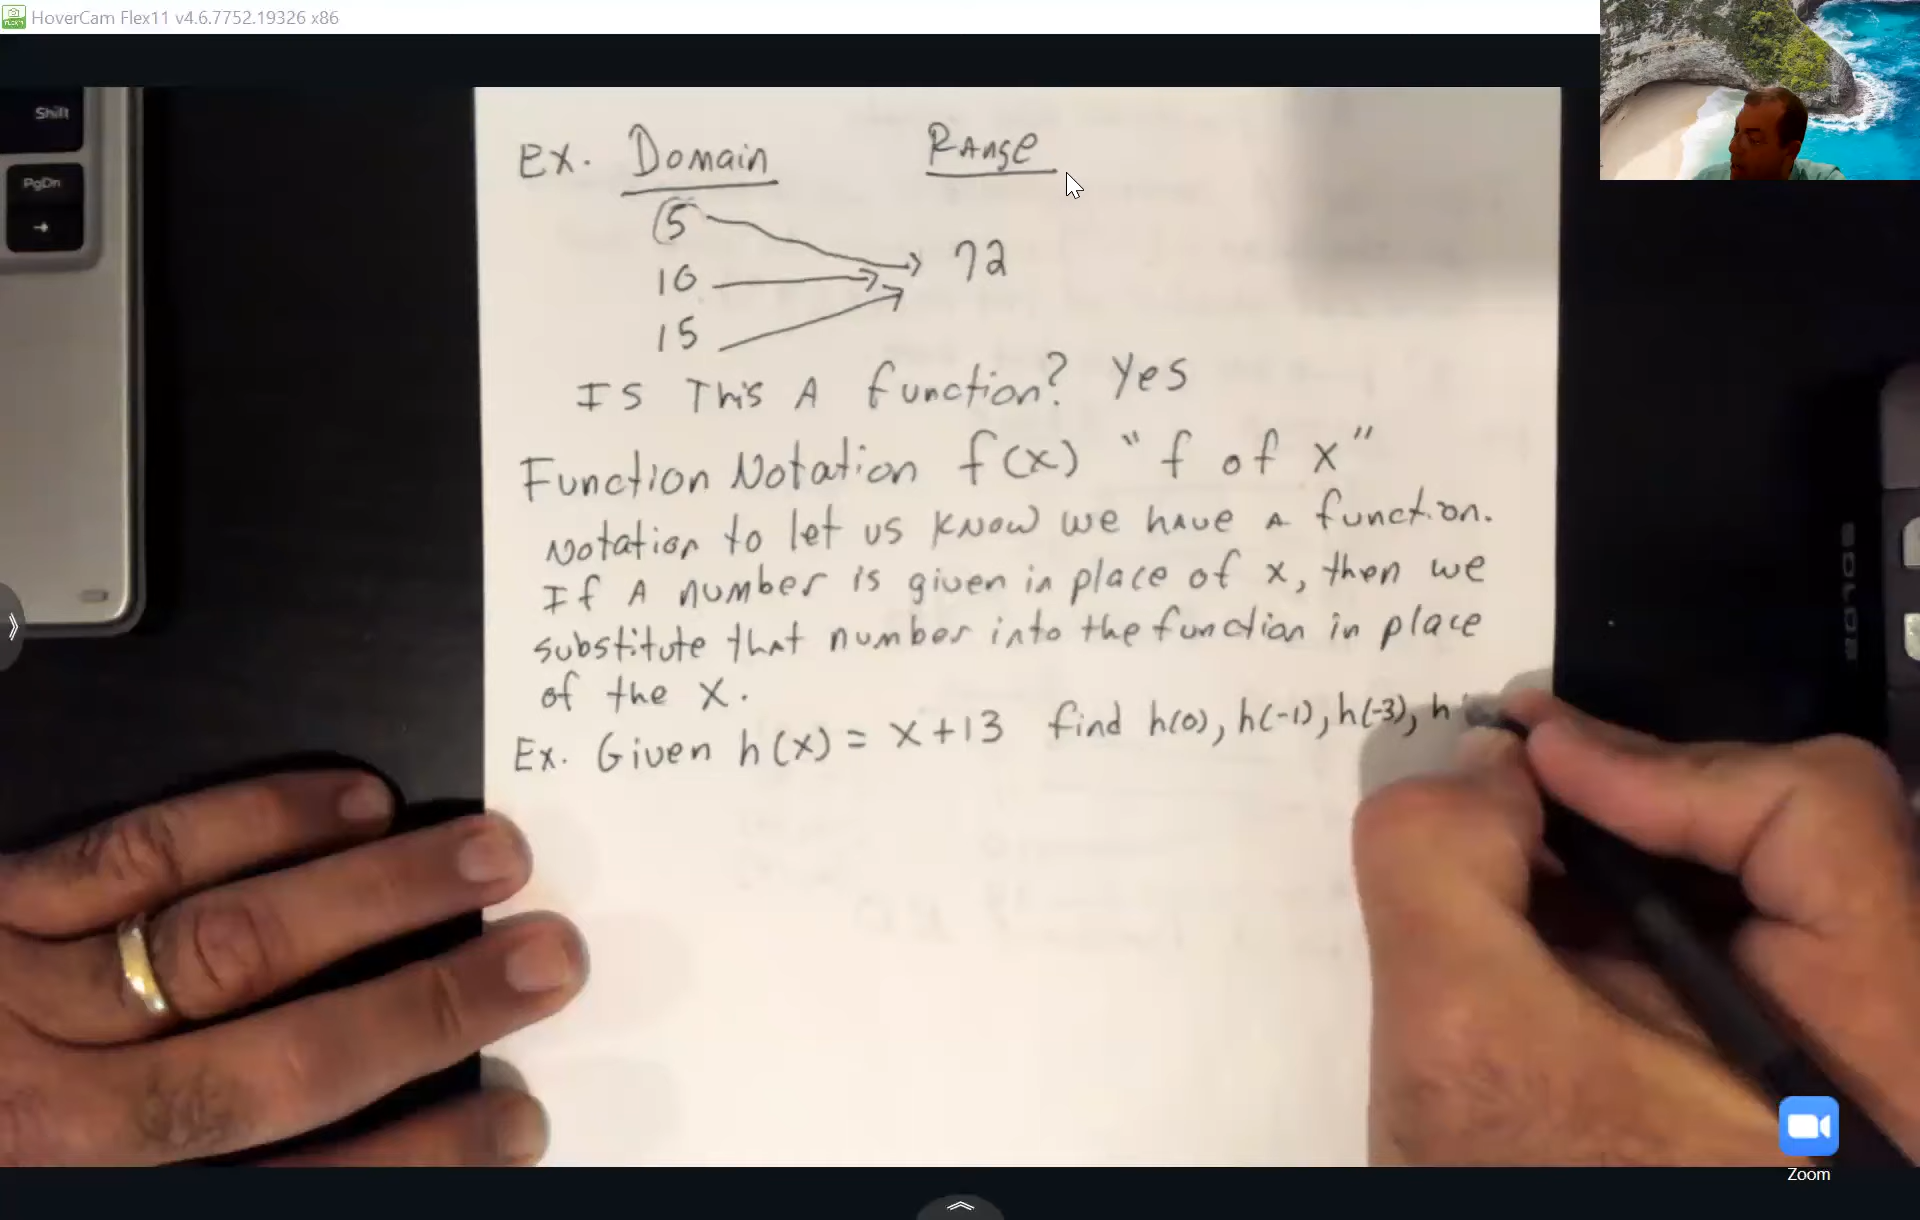 HoverCam Flex11 v4.6.7752.19326 x86
Shift
PgDn
Ex. Domain Range
5
10 72
15
Is This A function? Yes
Function Notation f(x) "f of x"
Notation to let us know we have a function.
If A number is given in place of x, then we
substitute that number into the function in place
of the x.
Ex. Given h(x) = x+13 find h(0), h(-1), h(-3), h
Zoom